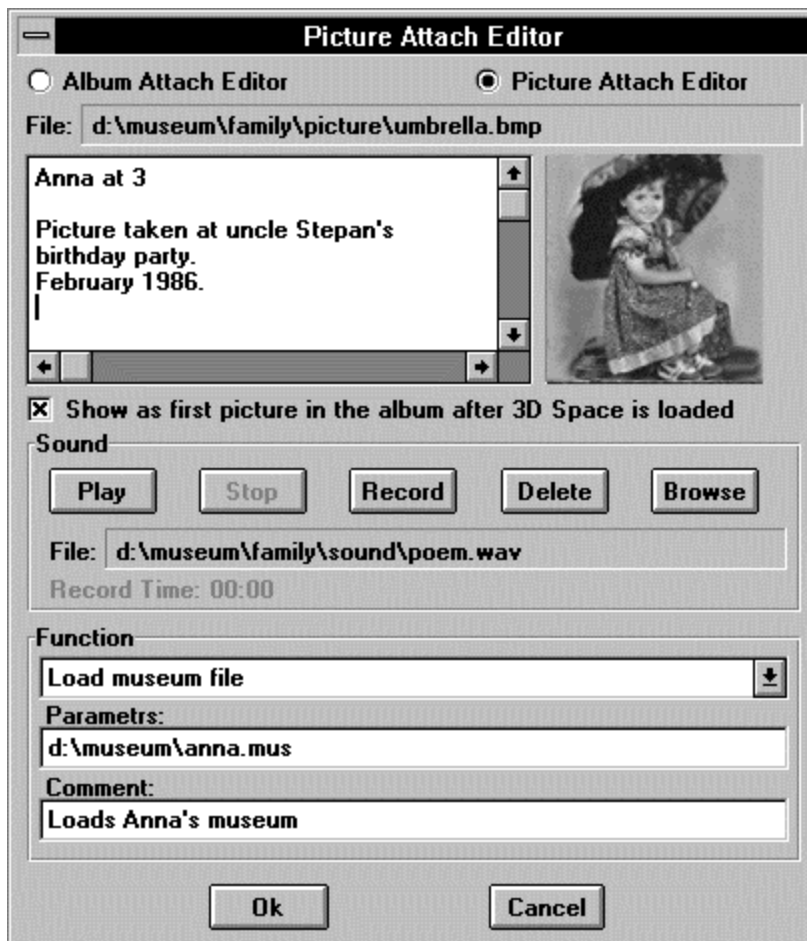 Picture Attach Editor
Album Attach Editor Picture Attach Editor
File: d:\museum\family\picture\umbrella.bmp
Anna at 3
Picture taken at uncle Stepan's
birthday party.
February 1986.
Show as first picture in the album after 3D Space is loaded
Sound
Play Stop Record Delete Browse
File: d:\museum\family\sound\poem.wav
Record Time: 00:00
Function
Load museum file
Parametrs:
d:\museum\anna.mus
Comment:
Loads Anna's museum
Ok Cancel